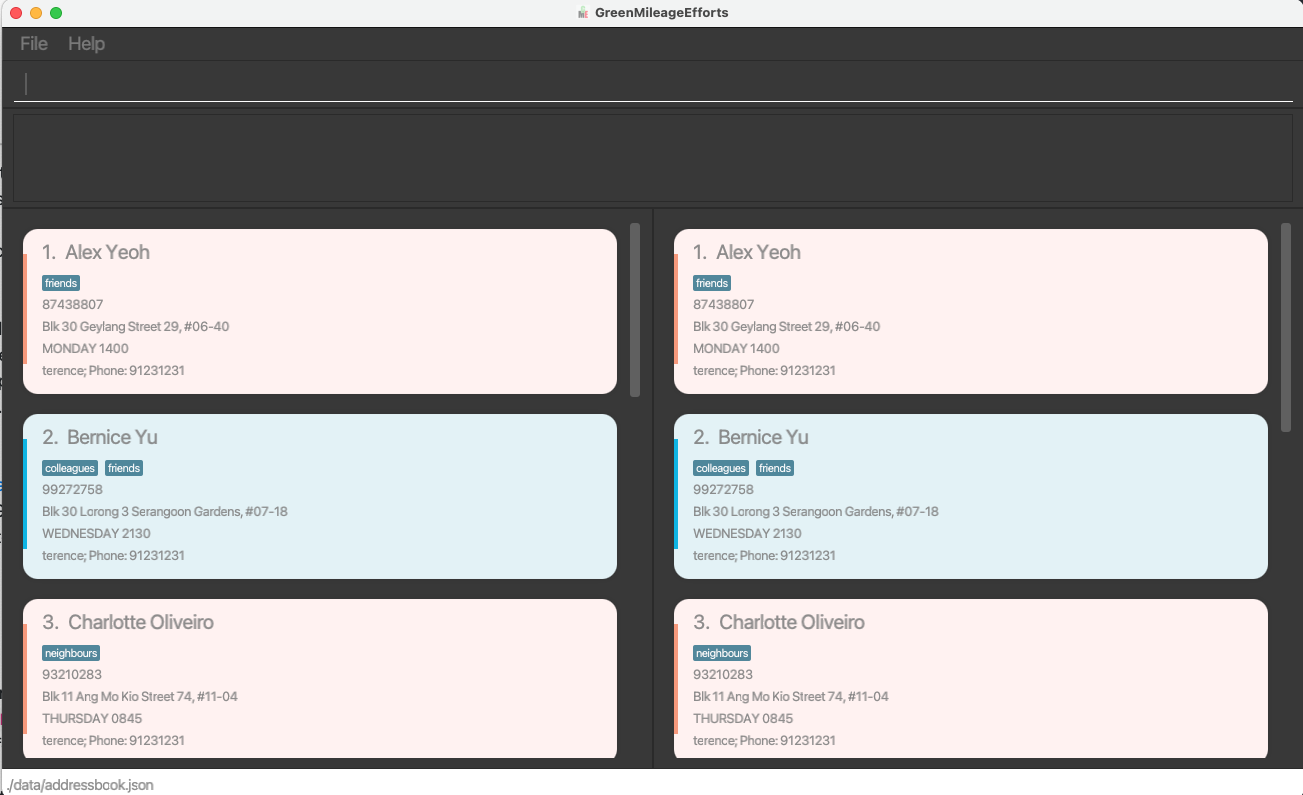 GreenMileageEfforts
File Help
1. Alex Yeoh
friends
87438807
Blk 30 Geylang Street 29, #06-40
MONDAY 1400
terence; Phone: 91231231
2. Bernice Yu
colleagues friends
99272758
Blk 30 Lorong 3 Serangoon Gardens, #07-18
WEDNESDAY 2130
terence; Phone: 91231231
3. Charlotte Oliveiro
neighbours
93210283
Blk 11 Ang Mo Kio Street 74, #11-04
THURSDAY 0845
terence; Phone: 91231231
1. Alex Yeoh
friends
87438807
Blk 30 Geylang Street 29, #06-40
MONDAY 1400
terence; Phone: 91231231
2. Bernice Yu
colleagues friends
99272758
Blk 30 Lorong 3 Serangoon Gardens, #07-18
WEDNESDAY 2130
terence; Phone: 91231231
3. Charlotte Oliveiro
neighbours
93210283
Blk 11 Ang Mo Kio Street 74, #11-04
THURSDAY 0845
terence; Phone: 91231231
./data/addressbook.json